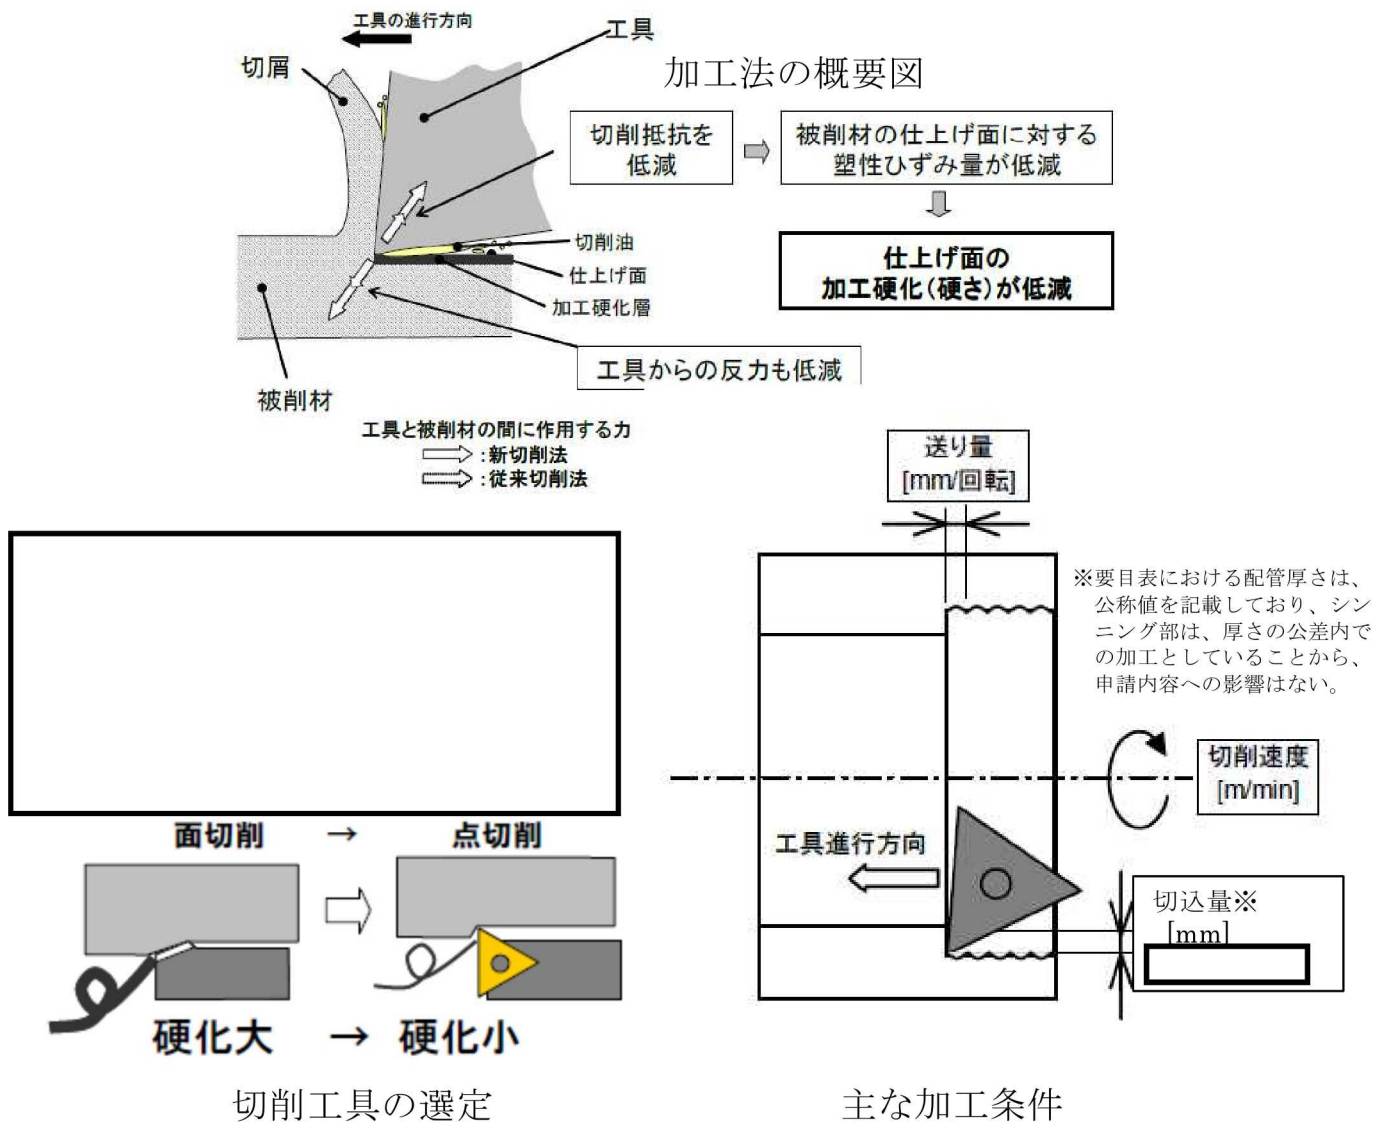 工具の進行方向
切屑
工具
加工法の概要図
切削抵抗を
低減
被削材の仕上げ面に対する
塑性ひずみ量が低減
切削油
仕上げ面
加工硬化層
仕上げ面の
加工硬化(硬さ)が低減
工具からの反力も低減
被削材
工具と被削材の間に作用する力
:新切削法
:従来切削法
送り量
[mm/回転]
※要目表における配管厚さは、
公称値を記載しており、シン
ニング部は、厚さの公差内で
の加工としていることから、
申請内容への影響はない。
切削速度
[m/min]
工具進行方向
切込量※
[mm]
面切削 → 点切削
硬化大 → 硬化小
切削工具の選定
主な加工条件